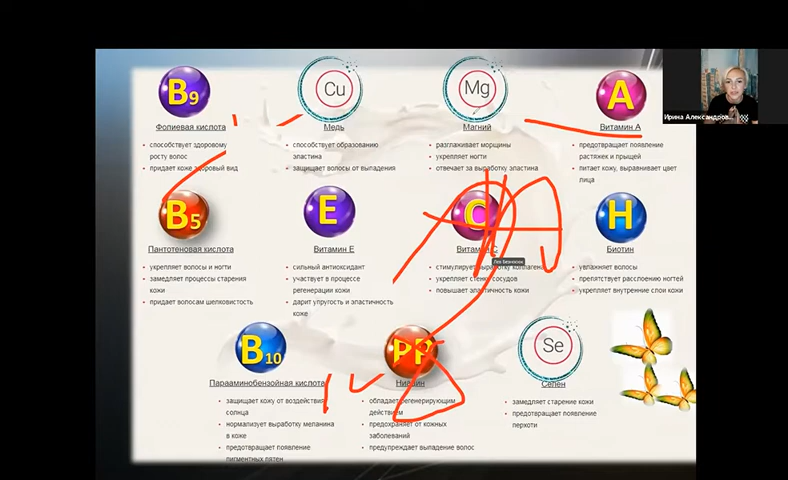 B9
Cu
Mg
A
Ирина Александров...
Фолиевая кислота
Медь
Магний
Витамин А
способствует здоровому
росту волос
придает коже здоровый вид
способствует образованию
эластина
защищает волосы от выпадения
разглаживает морщины
укрепляет ногти
отвечает за выработку эластина
предотвращает появление
растяжек и прыщей
питает кожу, выравнивает цвет
лица
B5
E
C
H
Пантотеновая кислота
Витамин Е
Витамин С
Биотин
Лев Безносюк
укрепляет волосы и ногти
замедляет процессы старения
кожи
придает волосам шелковистость
сильный антиоксидант
участвует в процессе
регенерации кожи
дарит упругость и эластичность
коже
стимулирует выработку коллагена
укрепляет стенки сосудов
повышает эластичность кожи
увлажняет волосы
препятствует расслоению ногтей
укрепляет внутренние слои кожи
B10
PP
Se
Парааминобензойная кислота
Ниацин
Селен
защищает кожу от воздействия
солнца
нормализует выработку меланина
в коже
предотвращает появление
пигментных пятен
обладает регенерирующим
действием
предохраняет от кожных
заболеваний
предупреждает выпадение волос
замедляет старение кожи
предотвращает появление
перхоти